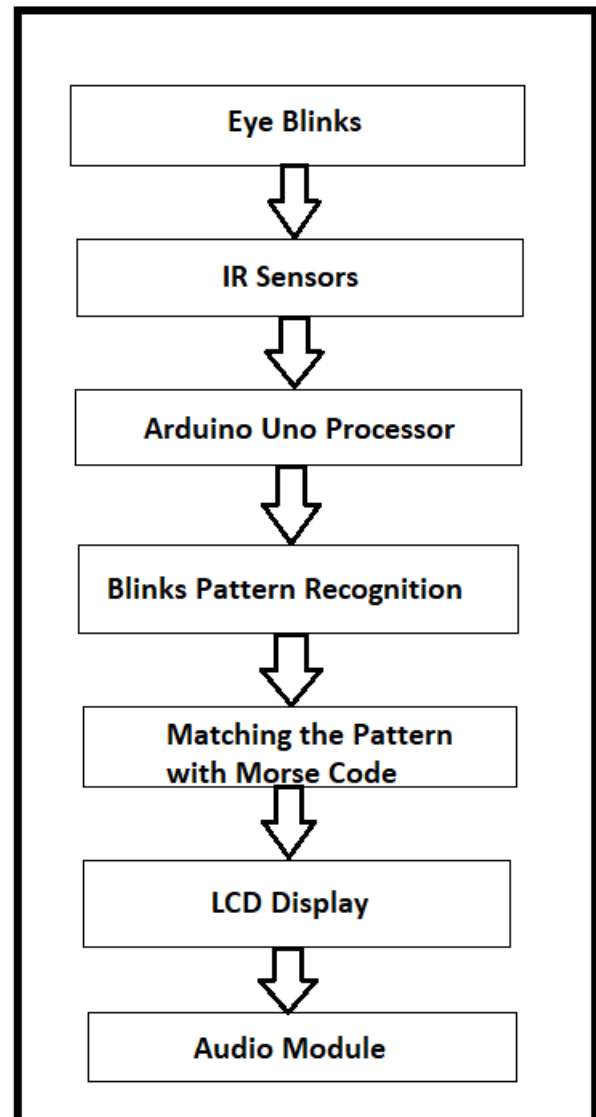 Eye Blinks
IR Sensors
Arduino Uno Processor
Blinks Pattern Recognition
Matching the Pattern
with Morse Code
LCD Display
Audio Module